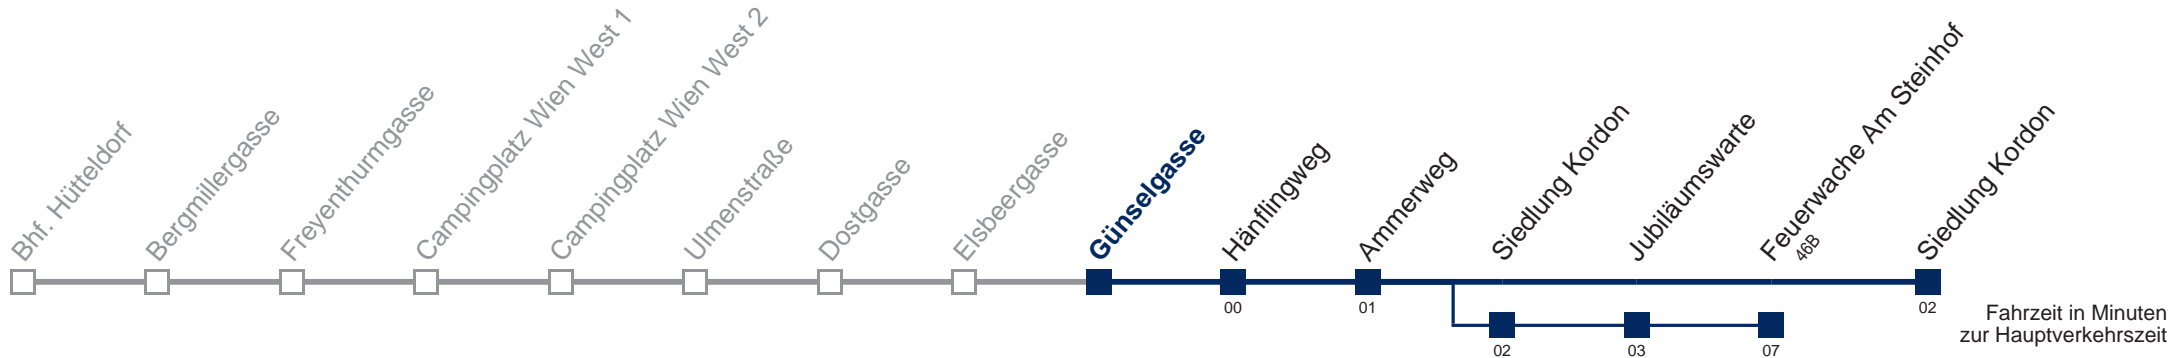 Bhf. Hütteldorf
Bergmillergasse
Freyenthurmgasse
Campingplatz Wien West 1
Campingplatz Wien West 2
Ulmenstraße
Dostgasse
Elsbeergasse
Günselgasse
Hänflingweg
Ammerweg
Siedlung Kordon
Jubiläumswarte
Feuerwache Am Steinhof
46B
Siedlung Kordon
00
01
02
02
03
07
Fahrzeit in Minuten
zur Hauptverkehrszeit